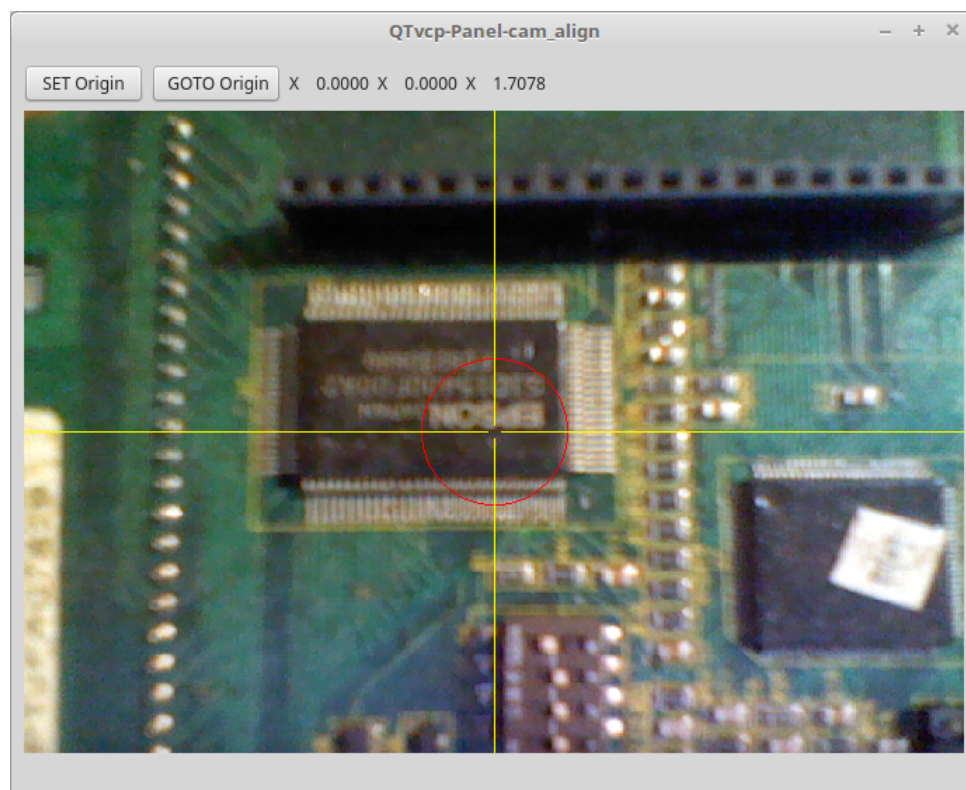 QTvcp-Panel-cam_align
SET Origin GOTO Origin X 0.0000 X 0.0000 X 1.7078
EPSON